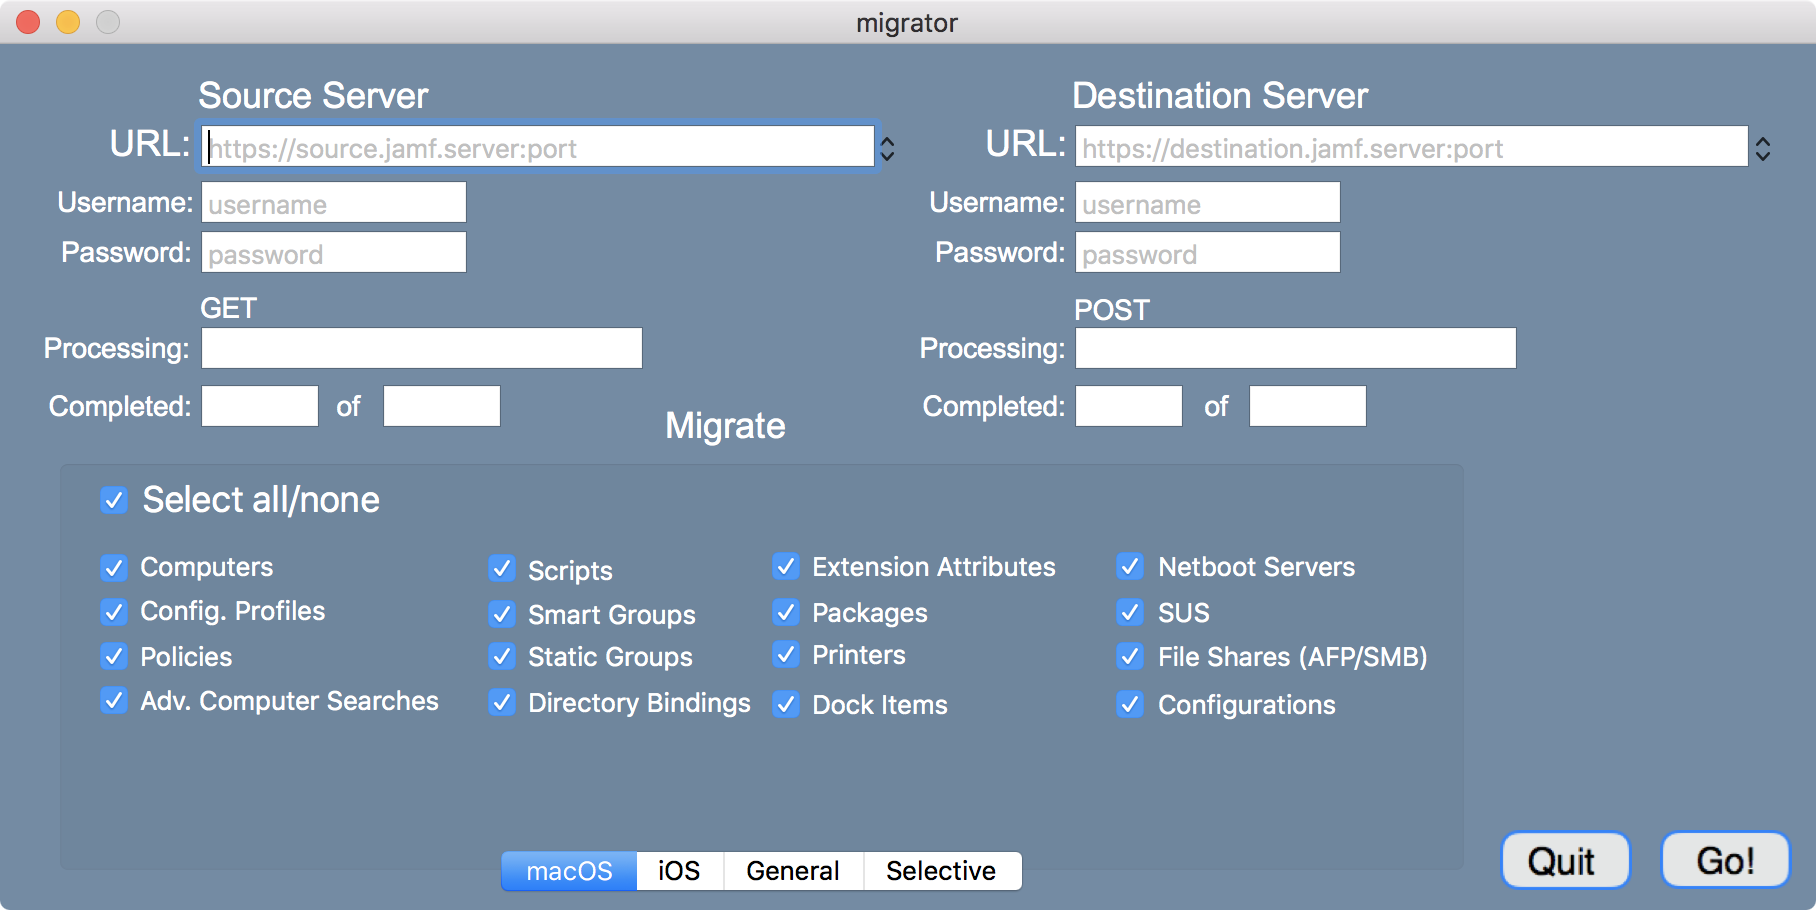 migrator
Source Server
URL: https://source.jamf.server:port
Username: username
Password: password
GET
Processing:
Completed: of
Destination Server
URL: https://destination.jamf.server:port
Username: username
Password: password
POST
Processing:
Completed: of
Migrate
Select all/none
Computers Scripts Extension Attributes Netboot Servers
Config. Profiles Smart Groups Packages SUS
Policies Static Groups Printers File Shares (AFP/SMB)
Adv. Computer Searches Directory Bindings Dock Items Configurations
macOS iOS General Selective
Quit Go!